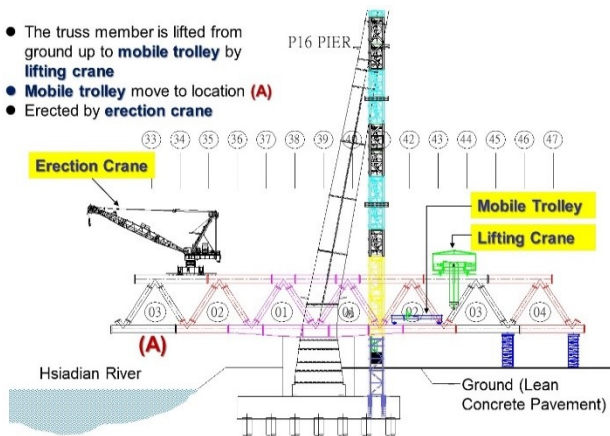 ● The truss member is lifted from
ground up to mobile trolley by
lifting crane
● Mobile trolley move to location (A)
● Erected by erection crane
P16 PIER
33 34 35 36 37 38 39 42 43 44 45 46 47
Erection Crane
Mobile Trolley
Lifting Crane
03 02 01 01 02 03 04
(A)
Hsiadian River
Ground (Lean
Concrete Pavement)